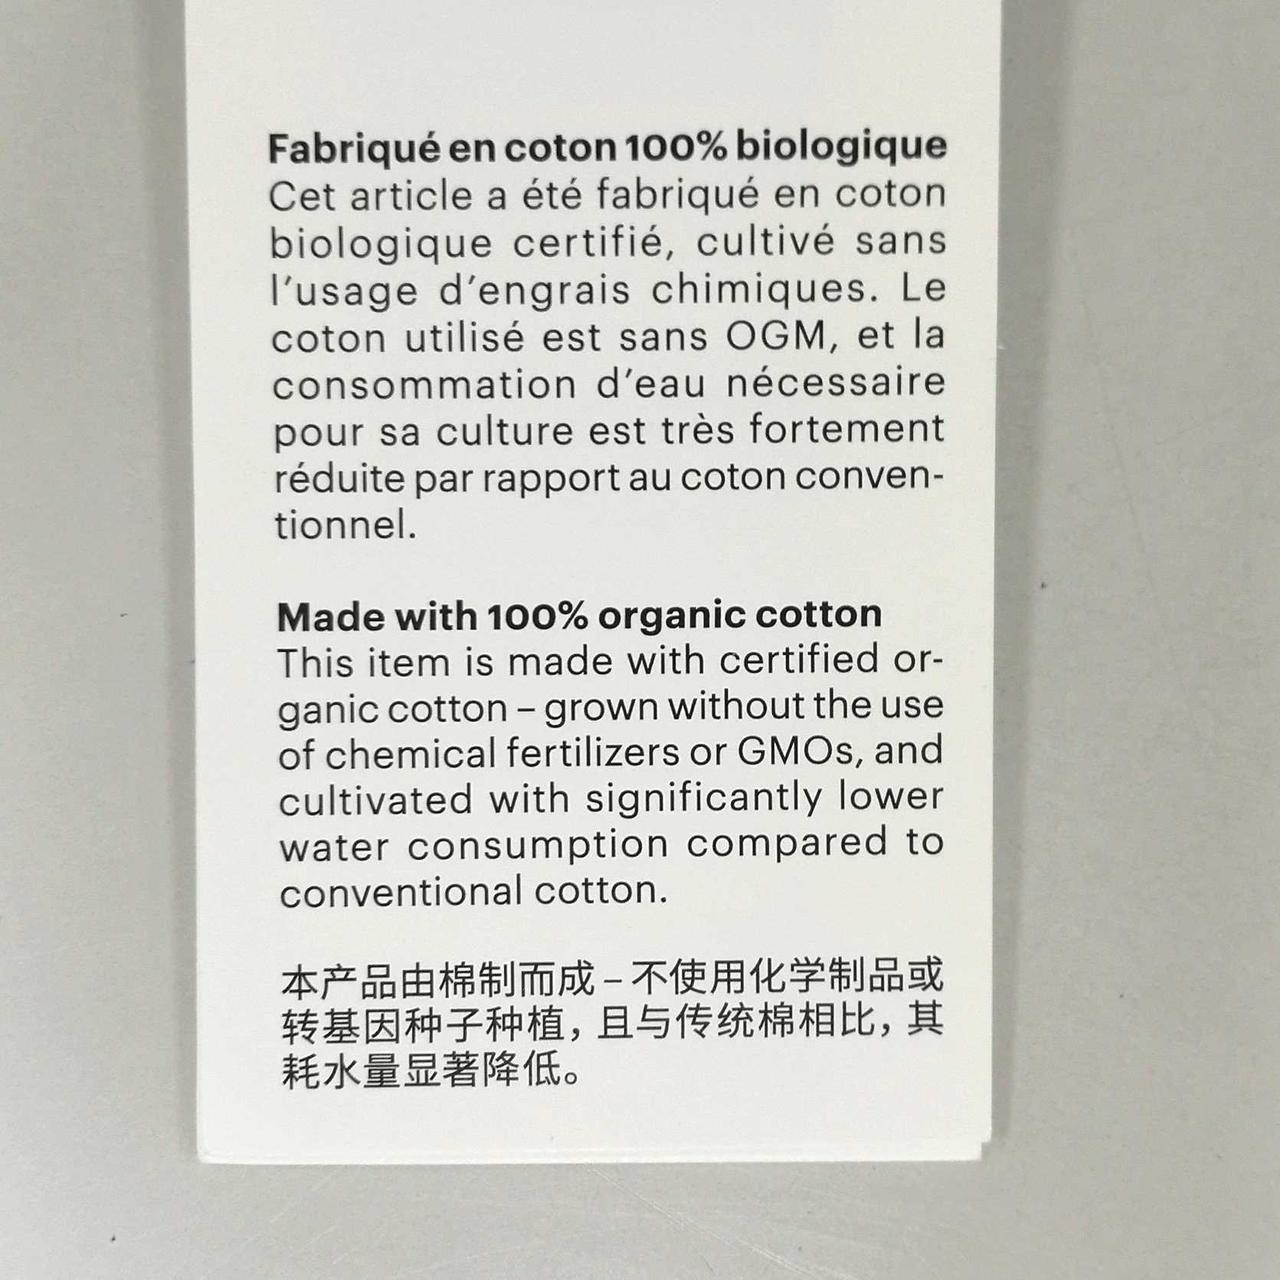 Fabriqué en coton 100% biologique
Cet article a été fabriqué en coton
biologique certifié, cultivé sans
l'usage d'engrais chimiques. Le
coton utilisé est sans OGM, et la
consommation d'eau nécessaire
pour sa culture est très fortement
réduite par rapport au coton conven-
tionnel.
Made with 100% organic cotton
This item is made with certified or-
ganic cotton – grown without the use
of chemical fertilizers or GMOs, and
cultivated with significantly lower
water consumption compared to
conventional cotton.
本产品由棉制而成 – 不使用化学制品或
转基因种子种植，且与传统棉相比，其
耗水量显著降低。